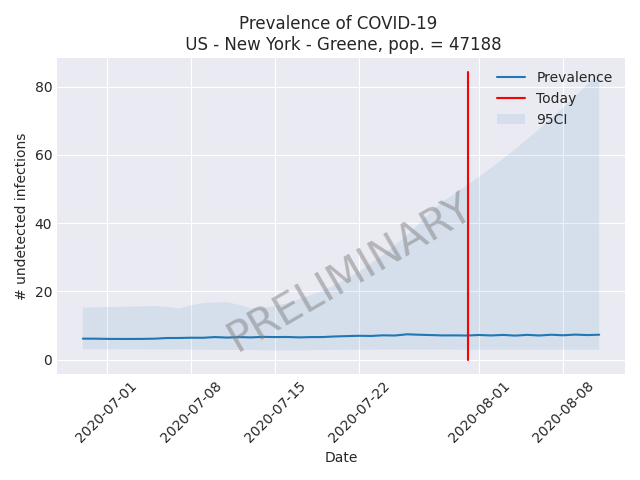 Prevalence of COVID-19
US - New York - Greene, pop. = 47188
Prevalence
Today
95CI
# undetected infections
80
60
40
20
0
PRELIMINARY
2020-07-01
2020-07-08
2020-07-15
2020-07-22
2020-08-01
2020-08-08
Date